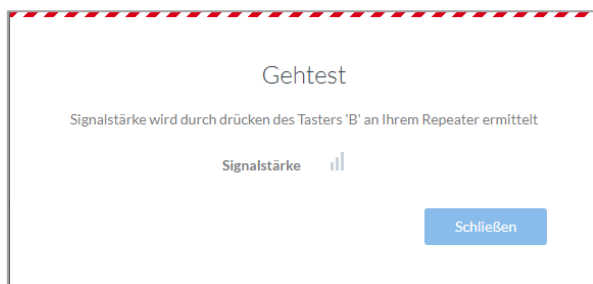 Gehtest
Signalstärke wird durch drücken des Tasters 'B' an Ihrem Repeater ermittelt
Signalstärke
Schließen